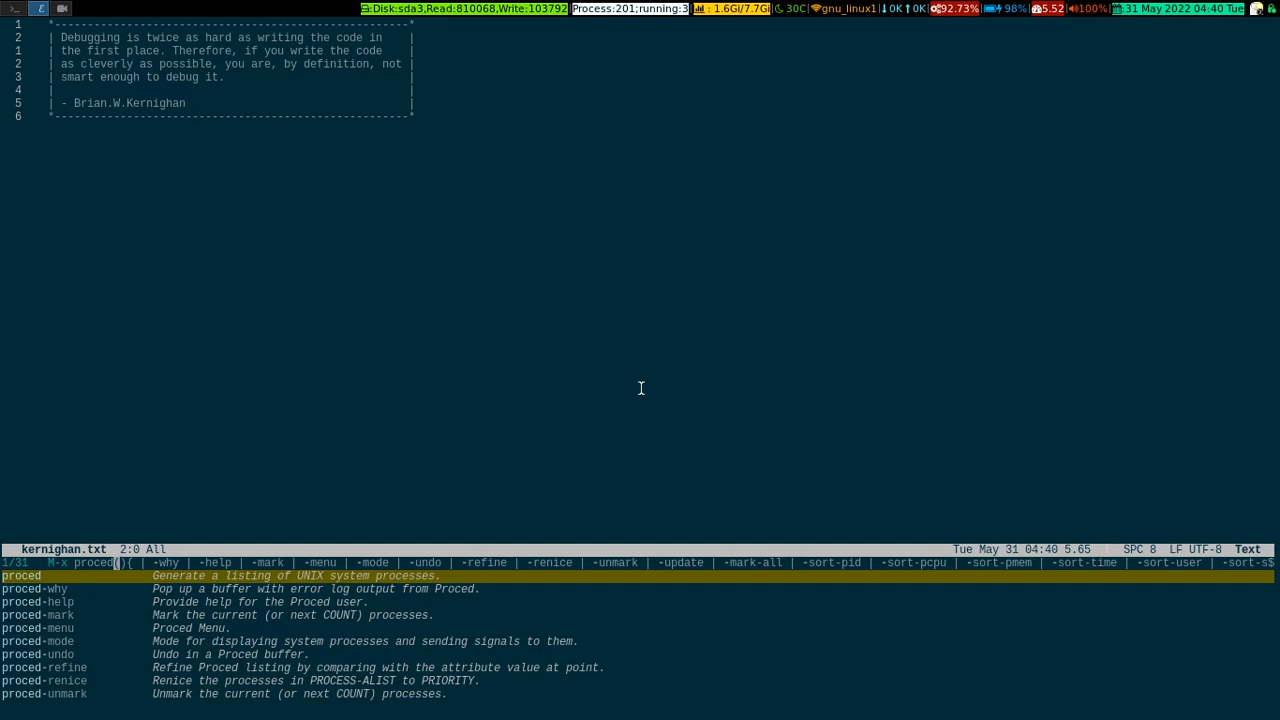 >_ ε Disk:sda3,Read:810068,Write:103792 Process:201;running:3 : 1.6Gi/7.7Gi 30C gnu_linux1 ↓0K ↑0K 92.73% 98% 5.52 100% :31 May 2022 04:40 Tue
1 *------------------------------------------------------*
2 | Debugging is twice as hard as writing the code in |
1 | the first place. Therefore, if you write the code |
2 | as cleverly as possible, you are, by definition, not |
3 | smart enough to debug it. |
4 | |
5 | - Brian.W.Kernighan |
6 *------------------------------------------------------*
kernighan.txt 2:0 All Tue May 31 04:40 5.65 SPC 8 LF UTF-8 Text
1/31 M-x proced(){ | -why | -help | -mark | -menu | -mode | -undo | -refine | -renice | -unmark | -update | -mark-all | -sort-pid | -sort-pcpu | -sort-pmem | -sort-time | -sort-user | -sort-s$
proced Generate a listing of UNIX system processes.
proced-why Pop up a buffer with error log output from Proced.
proced-help Provide help for the Proced user.
proced-mark Mark the current (or next COUNT) processes.
proced-menu Proced Menu.
proced-mode Mode for displaying system processes and sending signals to them.
proced-undo Undo in a Proced buffer.
proced-refine Refine Proced listing by comparing with the attribute value at point.
proced-renice Renice the processes in PROCESS-ALIST to PRIORITY.
proced-unmark Unmark the current (or next COUNT) processes.